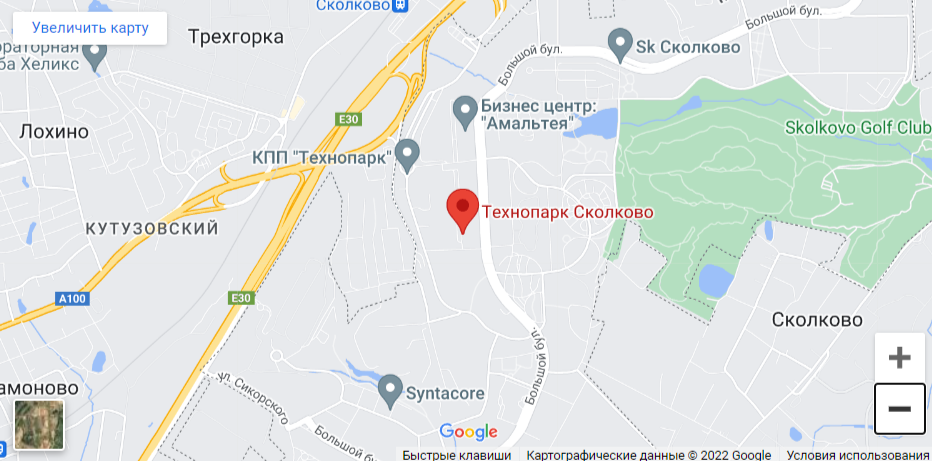 Сколково
Увеличить карту
Трехгорка
Большой бул.
Sk Сколково
ба Хеликс
Большой бул.
Бизнес центр:
"Амальтея"
E30
Лохино
Skolkovo Golf Club
КПП "Технопарк"
Технопарк Сколково
КУТУЗОВСКИЙ
A100
E30
Сколково
Большой бул.
ул. Сикорского
Syntacore
Большой бул.
Google
Быстрые клавиши
Картографические данные © 2022 Google
Условия использования